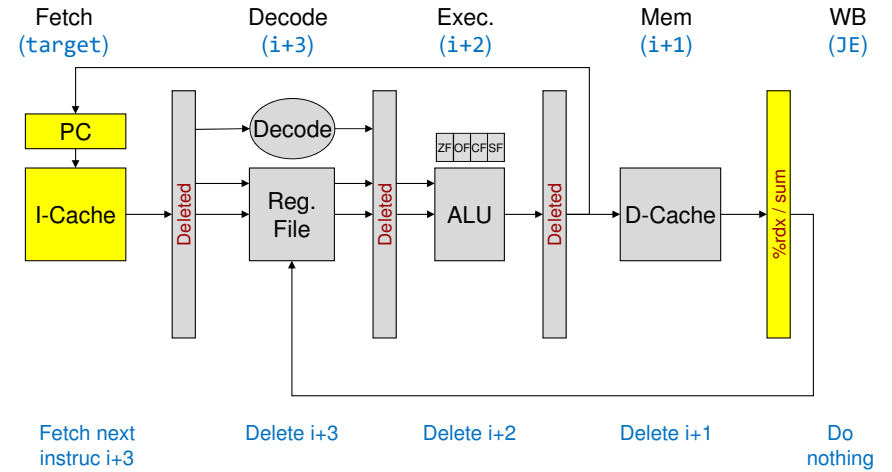 Fetch
Decode
Exec.
Mem
WB
(target)
(i+3)
(i+2)
(i+1)
(JE)
PC
Decode
ZF OF CF SF
I-Cache
Deleted
Reg.
File
Deleted
ALU
Deleted
D-Cache
%rdx / sum
Fetch next
instruc i+3
Delete i+3
Delete i+2
Delete i+1
Do
nothing